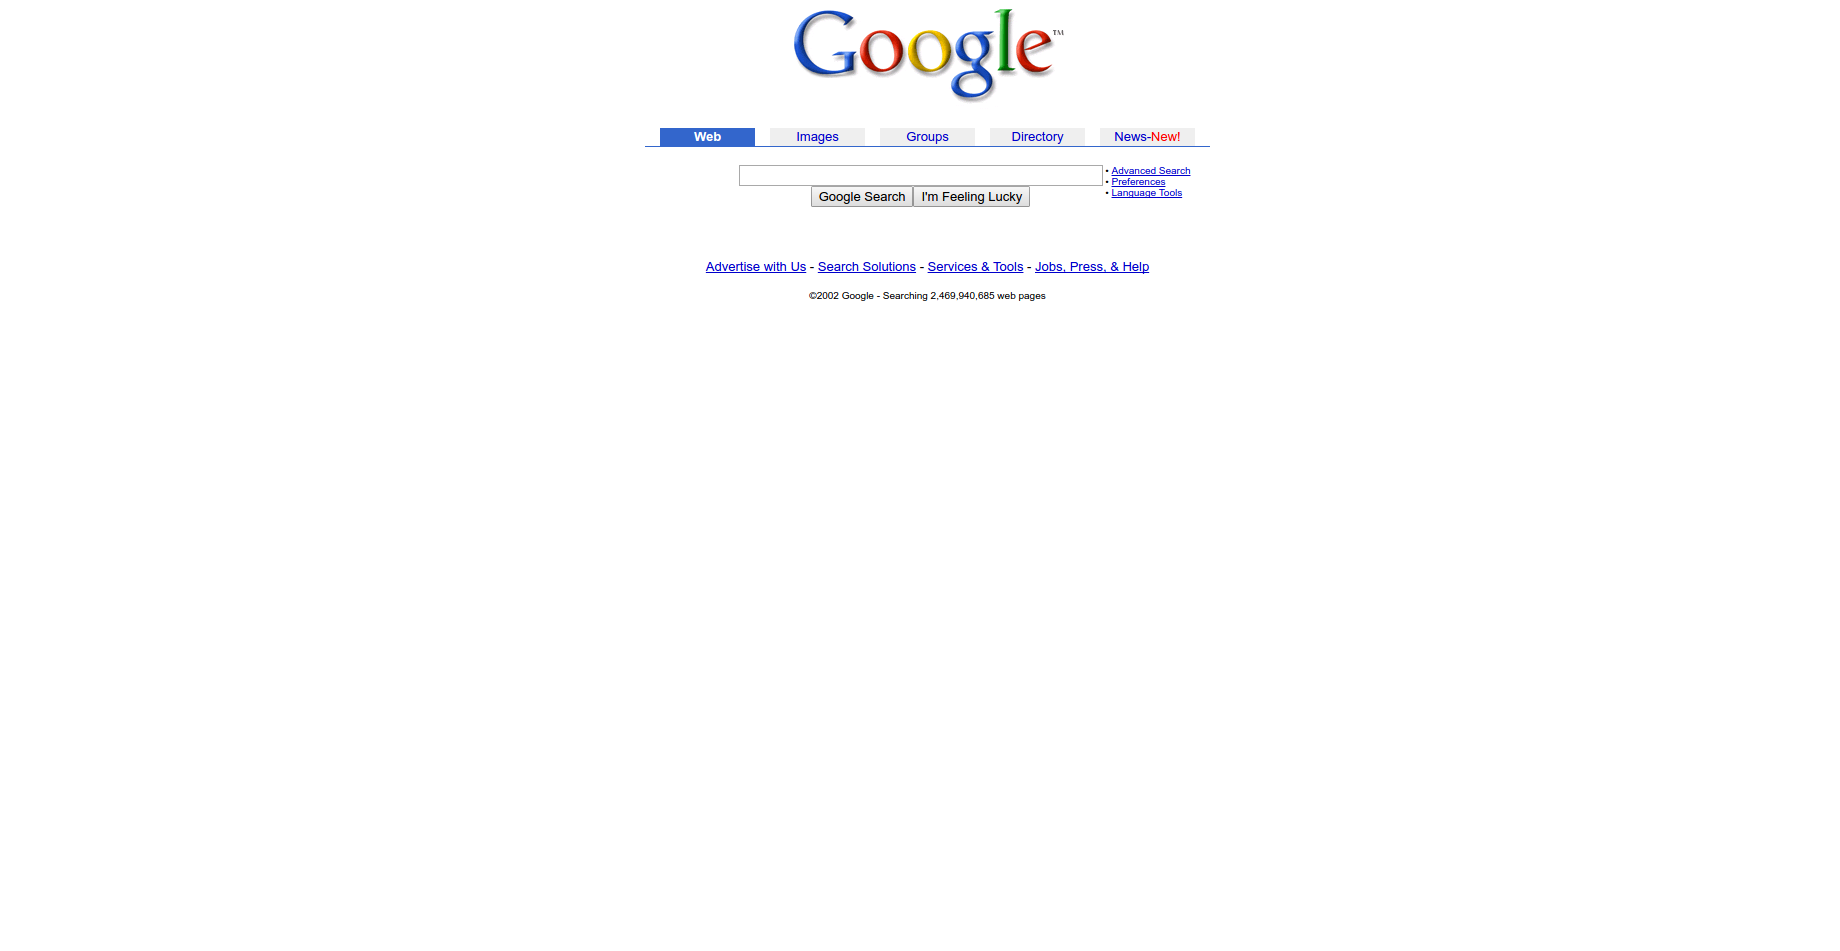 Google™
Web Images Groups Directory News-New!
• Advanced Search
• Preferences
• Language Tools
Google Search I'm Feeling Lucky
Advertise with Us - Search Solutions - Services & Tools - Jobs, Press, & Help
©2002 Google - Searching 2,469,940,685 web pages